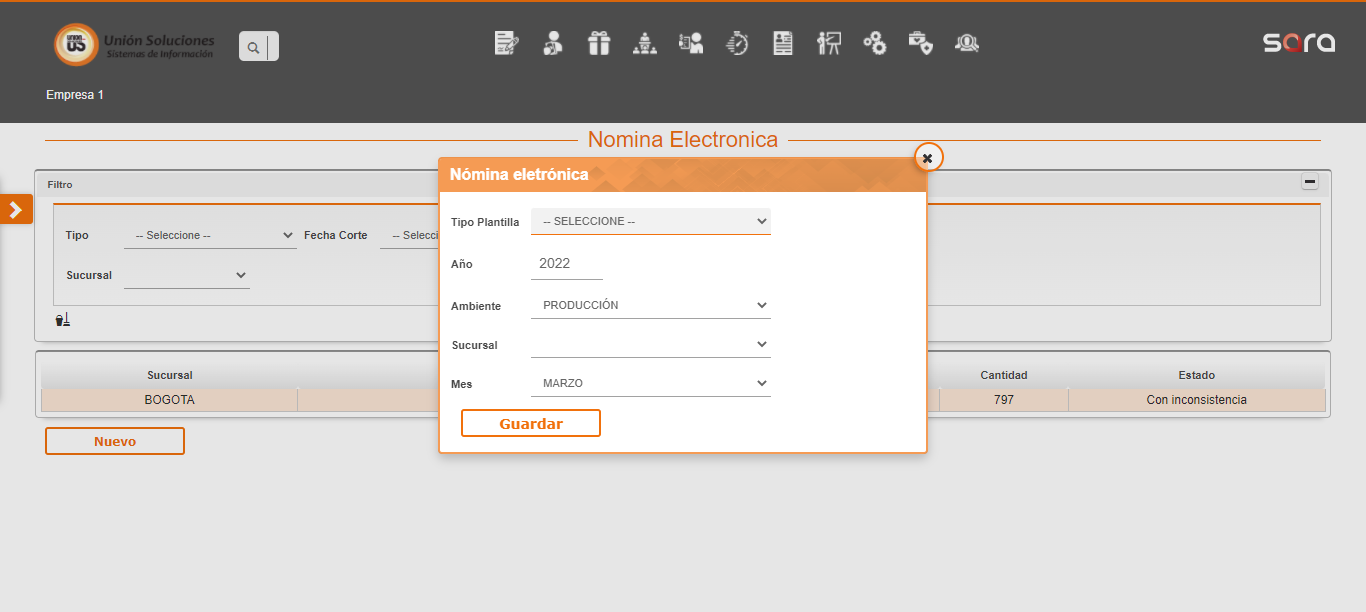 UNION
US
Unión Soluciones
Sistemas de Información
sara
Empresa 1
Nomina Electronica
Nómina eletrónica
Filtro
Tipo
-- Seleccione --
Fecha Corte
-- Selecci
Sucursal
Tipo Plantilla
-- SELECCIONE --
Año
2022
Ambiente
PRODUCCIÓN
Sucursal
Mes
MARZO
Guardar
Sucursal
Cantidad
Estado
BOGOTA
797
Con inconsistencia
Nuevo